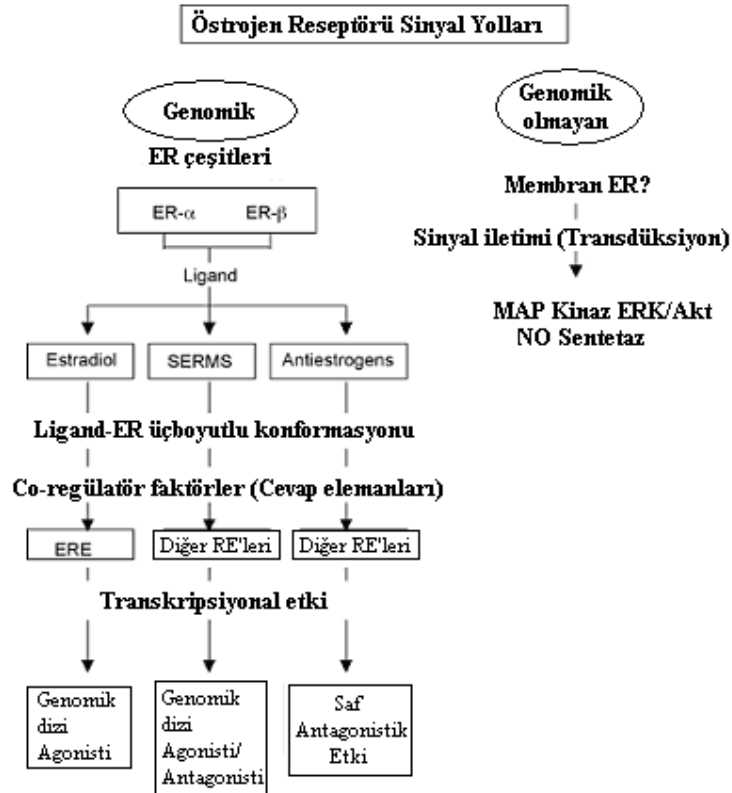 Östrojen Reseptörü Sinyal Yolları
Genomik
ER çeşitleri
ER-α ER-β
Ligand
Estradiol SERMS Antiestrogens
Ligand-ER üçboyutlu konformasyonu
Co-regülatör faktörler (Cevap elemanları)
ERE Diğer RE'leri Diğer RE'leri
Transkripsiyonal etki
Genomik
dizi
Agonisti
Genomik
dizi
Agonisti/
Antagonisti
Saf
Antagonistik
Etki
Genomik
olmayan
Membran ER?
Sinyal iletimi (Transdüksiyon)
MAP Kinaz ERK/Akt
NO Sentetaz